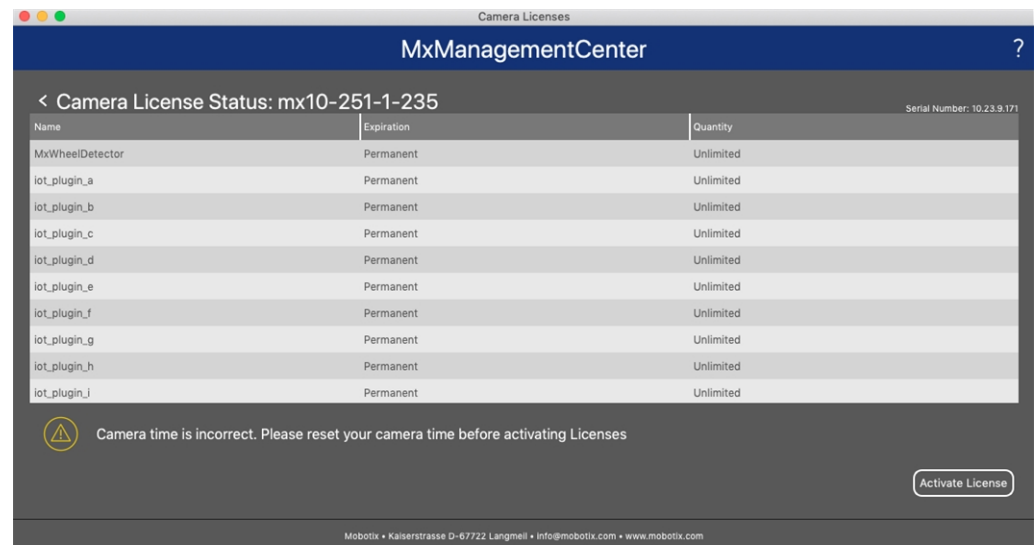 Camera Licenses
MxManagementCenter
?
< Camera License Status: mx10-251-1-235
Serial Number: 10.23.9.171
Name Expiration Quantity
MxWheelDetector Permanent Unlimited
iot_plugin_a Permanent Unlimited
iot_plugin_b Permanent Unlimited
iot_plugin_c Permanent Unlimited
iot_plugin_d Permanent Unlimited
iot_plugin_e Permanent Unlimited
iot_plugin_f Permanent Unlimited
iot_plugin_g Permanent Unlimited
iot_plugin_h Permanent Unlimited
iot_plugin_i Permanent Unlimited
Camera time is incorrect. Please reset your camera time before activating Licenses
Activate License
Mobotix • Kaiserstrasse D-67722 Langmeil • info@mobotix.com • www.mobotix.com